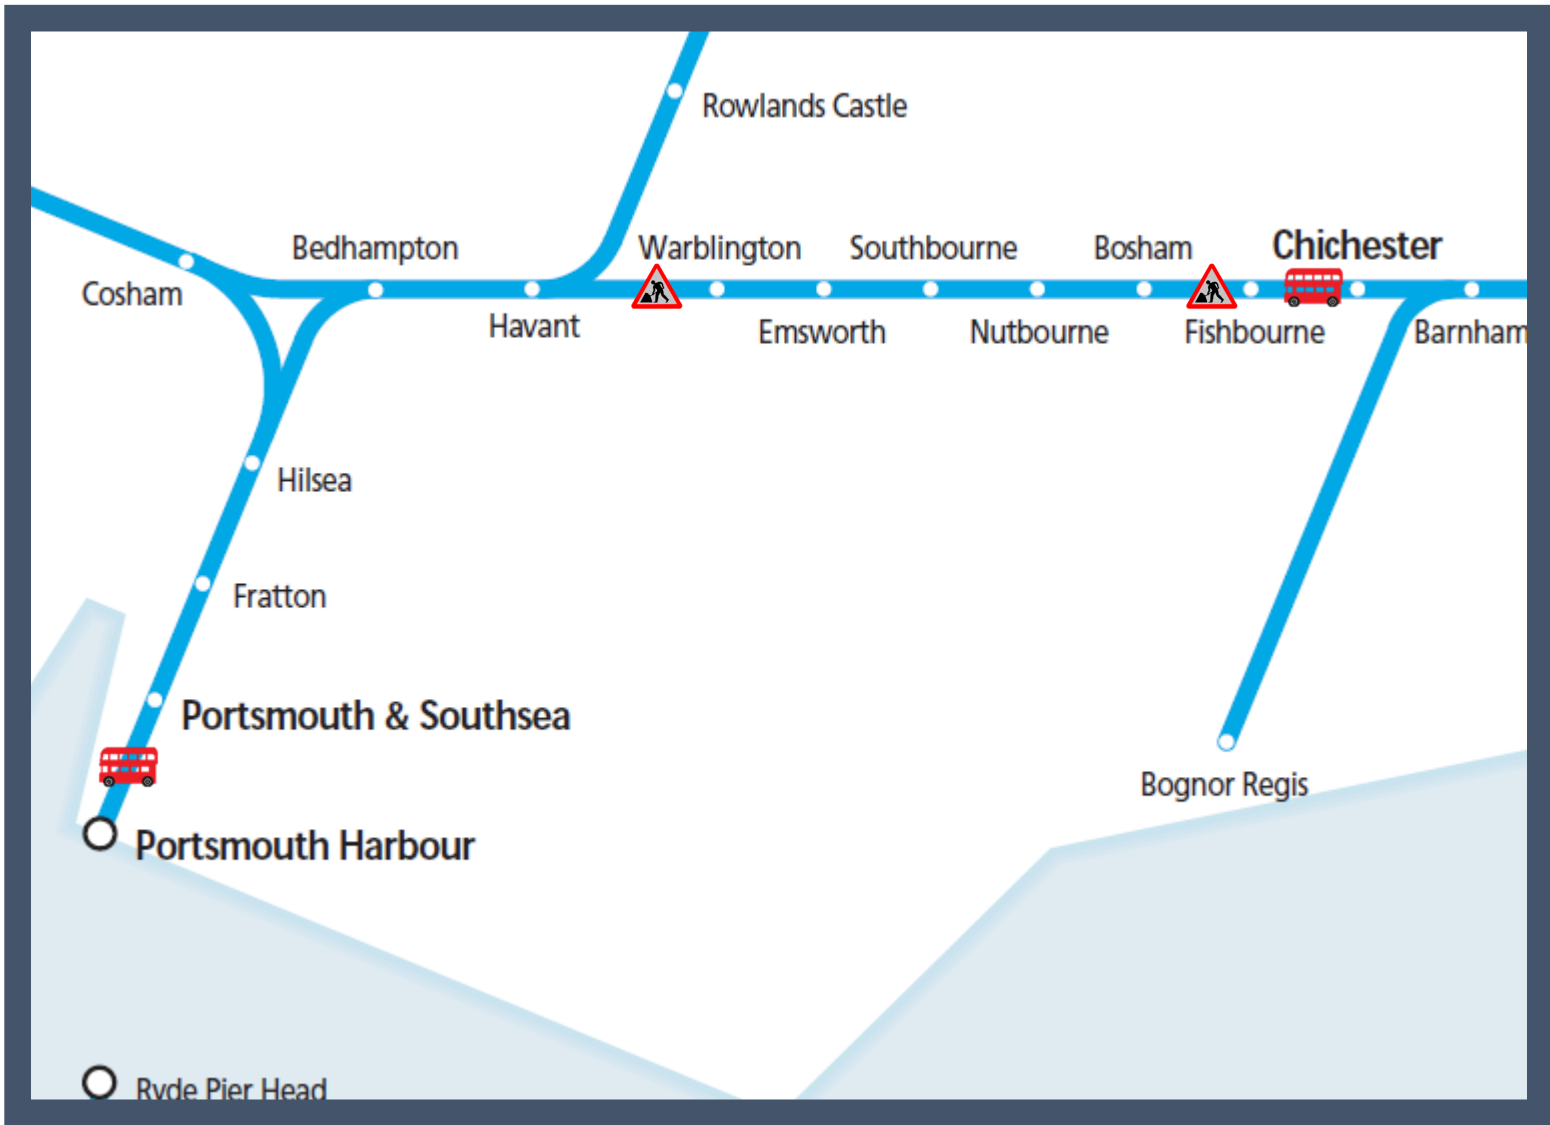 Rowlands Castle
Bedhampton
Warblington
Southbourne
Bosham
Chichester
Cosham
Havant
Emsworth
Nutbourne
Fishbourne
Barnham
Hilsea
Fratton
Portsmouth & Southsea
Bognor Regis
Portsmouth Harbour
Ryde Pier Head